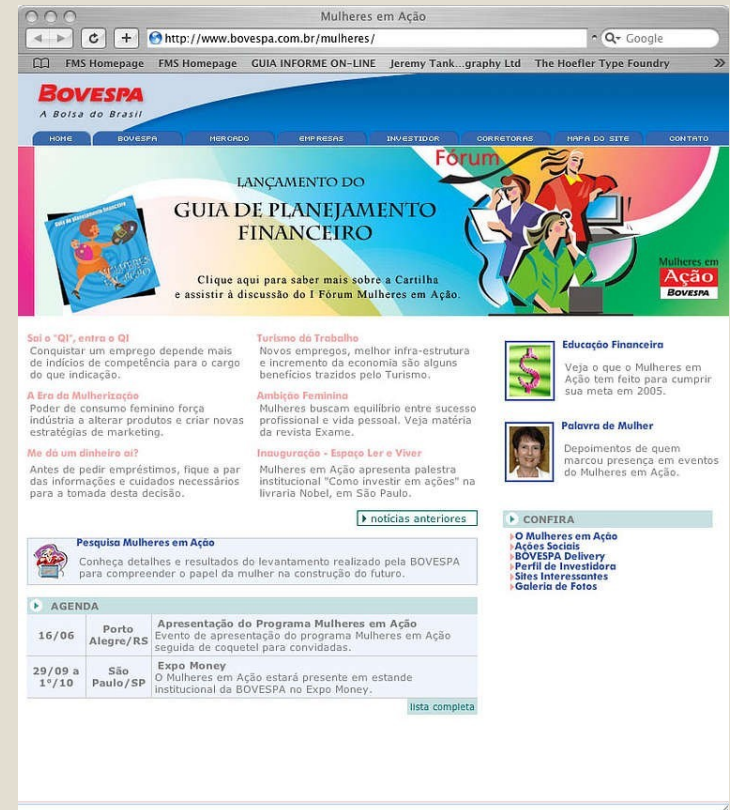 Mulheres em Ação
http://www.bovespa.com.br/mulheres/
Google
FMS Homepage FMS Homepage GUIA INFORME ON-LINE Jeremy Tank...graphy Ltd The Hoefler Type Foundry
BOVESPA
A Bolsa do Brasil
HOME BOVESPA MERCADO EMPRESAS INVESTIDOR CORRETORAS MAPA DO SITE CONTATO
Fórum
LANÇAMENTO DO
GUIA DE PLANEJAMENTO
FINANCEIRO
Clique aqui para saber mais sobre a Cartilha
e assistir à discussão do I Fórum Mulheres em Ação.
Guia de planejamento financeiro
MULHERES
EM AÇÃO
Mulheres em
Ação
BOVESPA
Sai o "QI", entra o QI
Conquistar um emprego depende mais
de indícios de competência para o cargo
do que indicação.
A Era da Mulherização
Poder de consumo feminino força
indústria a alterar produtos e criar novas
estratégias de marketing.
Me dá um dinheiro aí?
Antes de pedir empréstimos, fique a par
das informações e cuidados necessários
para a tomada desta decisão.
Turismo dá Trabalho
Novos empregos, melhor infra-estrutura
e incremento da economia são alguns
benefícios trazidos pelo Turismo.
Ambição Feminina
Mulheres buscam equilíbrio entre sucesso
profissional e vida pessoal. Veja matéria
da revista Exame.
Inauguração - Espaço Ler e Viver
Mulheres em Ação apresenta palestra
institucional "Como investir em ações" na
livraria Nobel, em São Paulo.
notícias anteriores
Pesquisa Mulheres em Ação
Conheça detalhes e resultados do levantamento realizado pela BOVESPA
para compreender o papel da mulher na construção do futuro.
AGENDA
16/06 Porto Alegre/RS Apresentação do Programa Mulheres em Ação
Evento de apresentação do programa Mulheres em Ação
seguida de coquetel para convidadas.
29/09 a 1º/10 São Paulo/SP Expo Money
O Mulheres em Ação estará presente em estande
institucional da BOVESPA no Expo Money.
lista completa
Educação Financeira
Veja o que o Mulheres em
Ação tem feito para cumprir
sua meta em 2005.
Palavra de Mulher
Depoimentos de quem
marcou presença em eventos
do Mulheres em Ação.
CONFIRA
O Mulheres em Ação
Ações Sociais
BOVESPA Delivery
Perfil de Investidora
Sites Interessantes
Galeria de Fotos